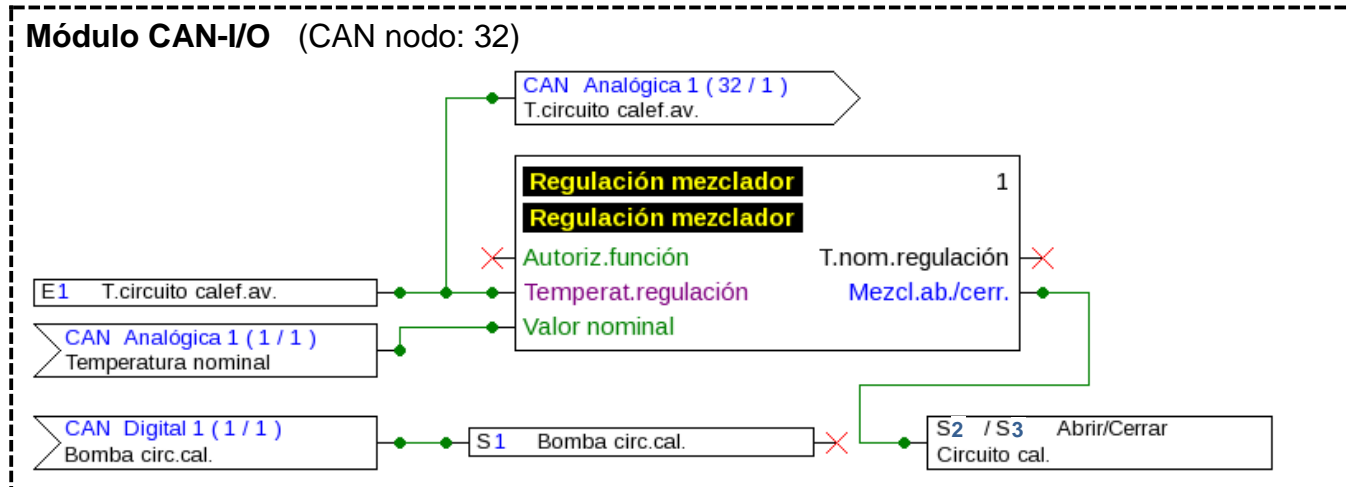 Módulo CAN-I/O (CAN nodo: 32)
CAN Analógica 1 ( 32 / 1 )
T.circuito calef.av.
Regulación mezclador 1
Regulación mezclador
Autoriz.función T.nom.regulación
E1 T.circuito calef.av. Temperat.regulación Mezcl.ab./cerr.
Valor nominal
CAN Analógica 1 ( 1 / 1 )
Temperatura nominal
CAN Digital 1 ( 1 / 1 )
Bomba circ.cal.
S1 Bomba circ.cal.
S2 / S3 Abrir/Cerrar
Circuito cal.